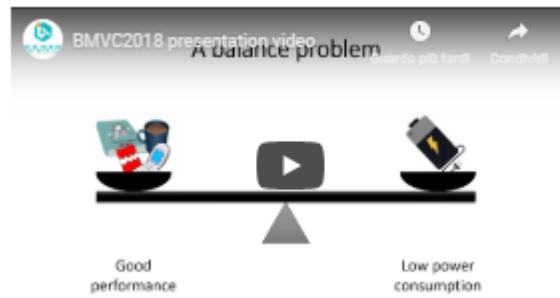 BMVC2018 presentation video
A balance problem
Guarda più tardi
Condividi
Good
performance
Low power
consumption